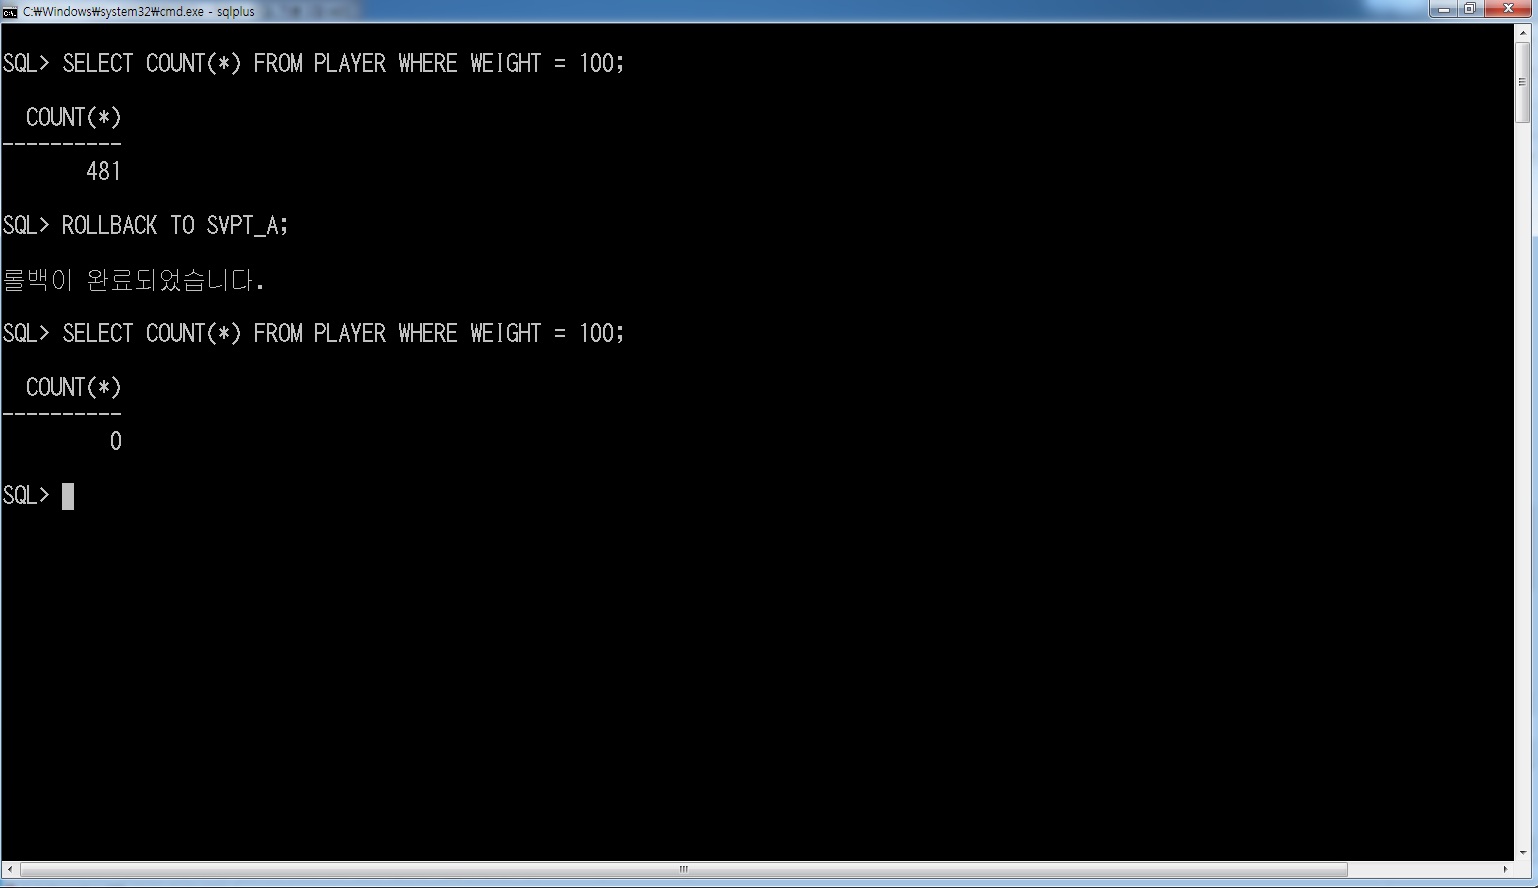 C:₩Windows₩system32₩cmd.exe - sqlplus
SQL> SELECT COUNT(*) FROM PLAYER WHERE WEIGHT = 100;
COUNT(*)
----------
481
SQL> ROLLBACK TO SVPT_A;
롤백이 완료되었습니다.
SQL> SELECT COUNT(*) FROM PLAYER WHERE WEIGHT = 100;
COUNT(*)
----------
0
SQL>